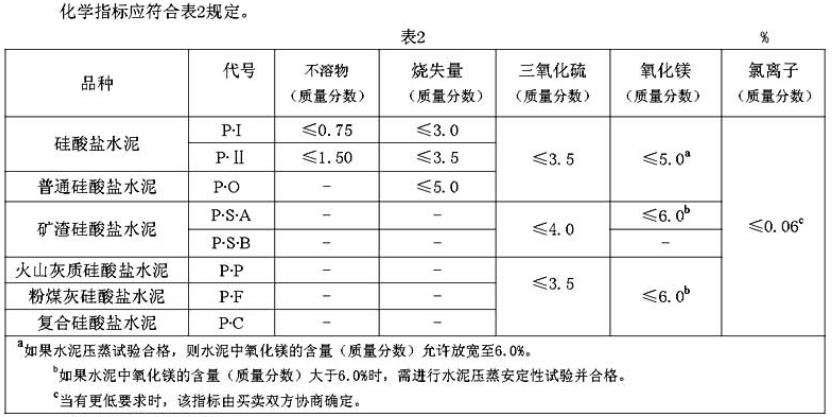 化学指标应符合表2规定。
表2 %
品种 代号 不溶物（质量分数） 烧失量（质量分数） 三氧化硫（质量分数） 氧化镁（质量分数） 氯离子（质量分数）
硅酸盐水泥 P·I ≤0.75 ≤3.0 ≤3.5 ≤5.0ᵃ ≤0.06ᶜ
P·Ⅱ ≤1.50 ≤3.5
普通硅酸盐水泥 P·O - ≤5.0
矿渣硅酸盐水泥 P·S·A - - ≤4.0 ≤6.0ᵇ
P·S·B - - -
火山灰质硅酸盐水泥 P·P - - ≤3.5 ≤6.0ᵇ
粉煤灰硅酸盐水泥 P·F - -
复合硅酸盐水泥 P·C - -
ᵃ如果水泥压蒸试验合格，则水泥中氧化镁的含量（质量分数）允许放宽至6.0%。
ᵇ如果水泥中氧化镁的含量（质量分数）大于6.0%时，需进行水泥压蒸安定性试验并合格。
ᶜ当有更低要求时，该指标由买卖双方协商确定。